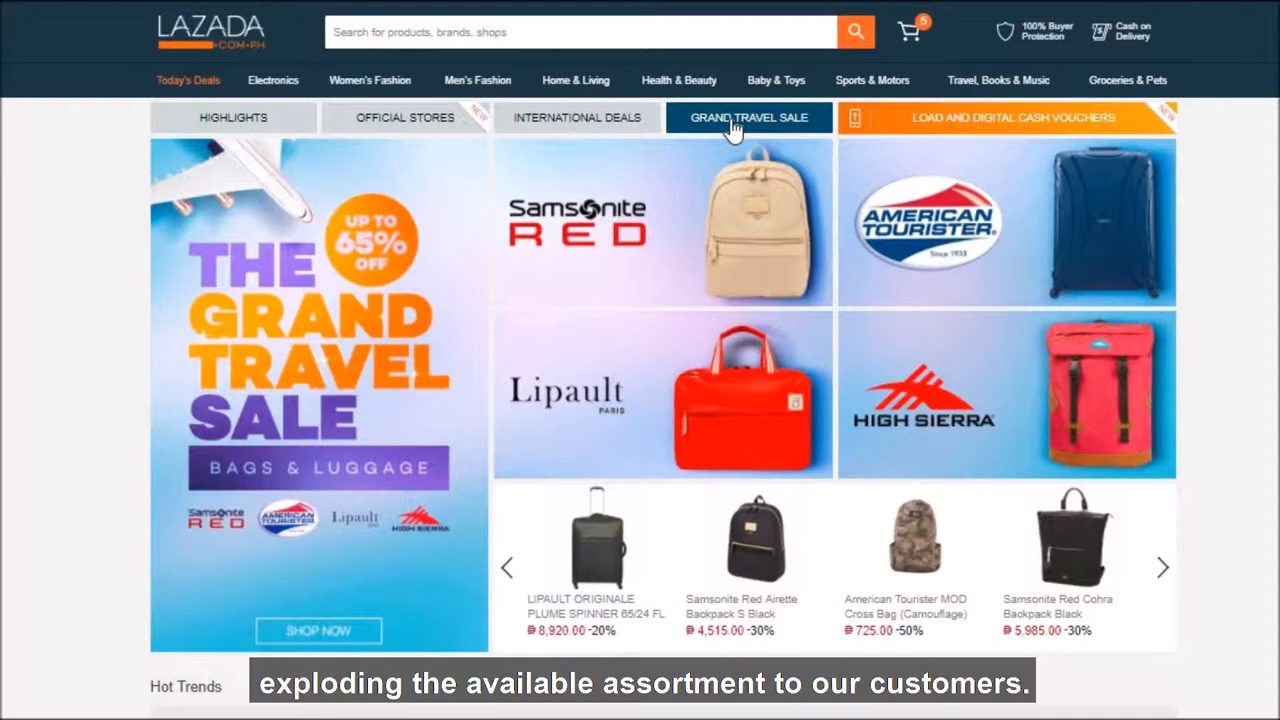 LAZADA
.COM.PH
Search for products, brands, shops
5
100% Buyer
Protection
Cash on
Delivery
Today's Deals
Electronics
Women's Fashion
Men's Fashion
Home & Living
Health & Beauty
Baby & Toys
Sports & Motors
Travel, Books & Music
Groceries & Pets
HIGHLIGHTS
OFFICIAL STORES
NEW
INTERNATIONAL DEALS
GRAND TRAVEL SALE
LOAD AND DIGITAL CASH VOUCHERS
NEW
UP TO
65%
OFF
THE
GRAND
TRAVEL
SALE
BAGS & LUGGAGE
Samsonite
RED
AMERICAN
TOURISTER
Lipault
HIGH SIERRA
SHOP NOW
Samsonite
RED
AMERICAN
TOURISTER®
Since 1933
Lipault
PARIS
HIGH SIERRA
LIPAULT ORIGINALE
PLUME SPINNER 65/24 FL
₱ 8,920.00 -20%
Samsonite Red Airette
Backpack S Black
₱ 4,515.00 -30%
American Tourister MOD
Cross Bag (Camouflage)
₱ 725.00 -50%
Samsonite Red Cohra
Backpack Black
₱ 5,985.00 -30%
Hot Trends
exploding the available assortment to our customers.